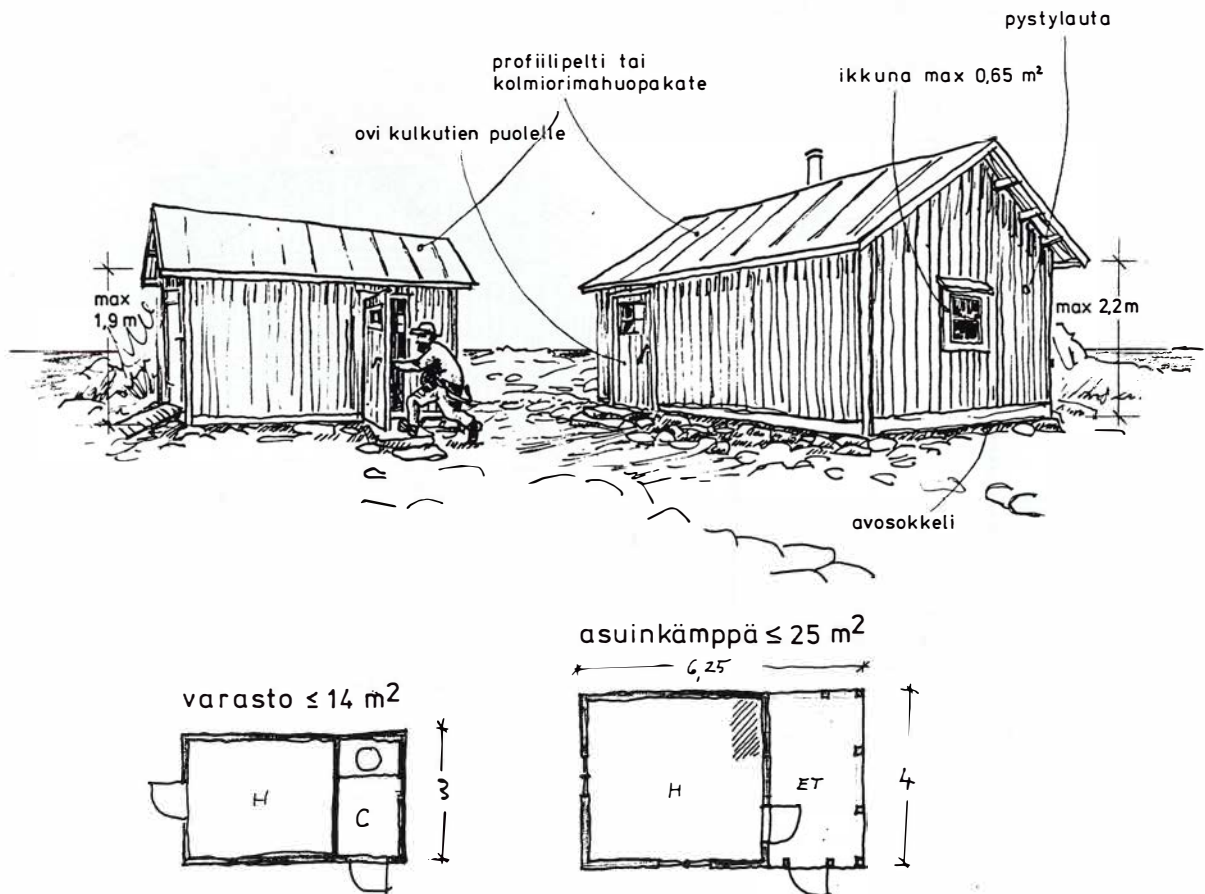 pystylauta
profiilipelti tai
kolmiorimahuopakate
ikkuna max 0,65 m²
ovi kulkutien puolelle
max
1,9 m
max 2,2 m
avosokkeli
asuinkämppä ≤ 25 m²
6,25
varasto ≤ 14 m²
H
C
3
H
ET
4